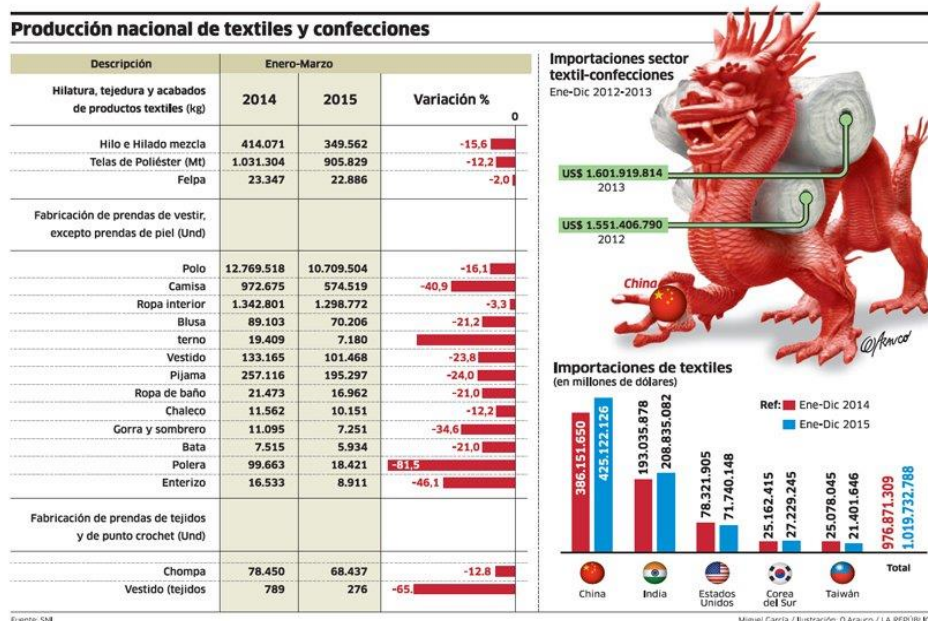 Producción nacional de textiles y confecciones
Descripción Enero-Marzo
Hilatura, tejedura y acabados
de productos textiles (kg) 2014 2015 Variación %
0
Hilo e Hilado mezcla 414.071 349.562 -15,6
Telas de Poliéster (Mt) 1.031.304 905.829 -12,2
Felpa 23.347 22.886 -2,0
Fabricación de prendas de vestir,
excepto prendas de piel (Und)
Polo 12.769.518 10.709.504 -16,1
Camisa 972.675 574.519 -40,9
Ropa interior 1.342.801 1.298.772 -3,3
Blusa 89.103 70.206 -21,2
terno 19.409 7.180
Vestido 133.165 101.468 -23,8
Pijama 257.116 195.297 -24,0
Ropa de baño 21.473 16.962 -21,0
Chaleco 11.562 10.151 -12,2
Gorra y sombrero 11.095 7.251 -34,6
Bata 7.515 5.934 -21,0
Polera 99.663 18.421 -81,5
Enterizo 16.533 8.911 -46,1
Fabricación de prendas de tejidos
y de punto crochet (Und)
Chompa 78.450 68.437 -12.8
Vestido (tejidos 789 276 -65.
Fuente: SNI
Importaciones sector
textil-confecciones
Ene-Dic 2012-2013
US$ 1.601.919.814
2013
US$ 1.551.406.790
2012
China
Arauco
Importaciones de textiles
(en millones de dólares)
Ref: Ene-Dic 2014
Ene-Dic 2015
386.151.650
425.122.126
193.035.878
208.835.082
78.321.905
71.740.148
25.162.415
27.229.245
25.078.045
21.401.646
976.871.309
1.019.732.788
China
India
Estados
Unidos
Corea
del Sur
Taiwán
Total
Miguel García / Ilustración: O.Arauco / LA REPÚBLIC